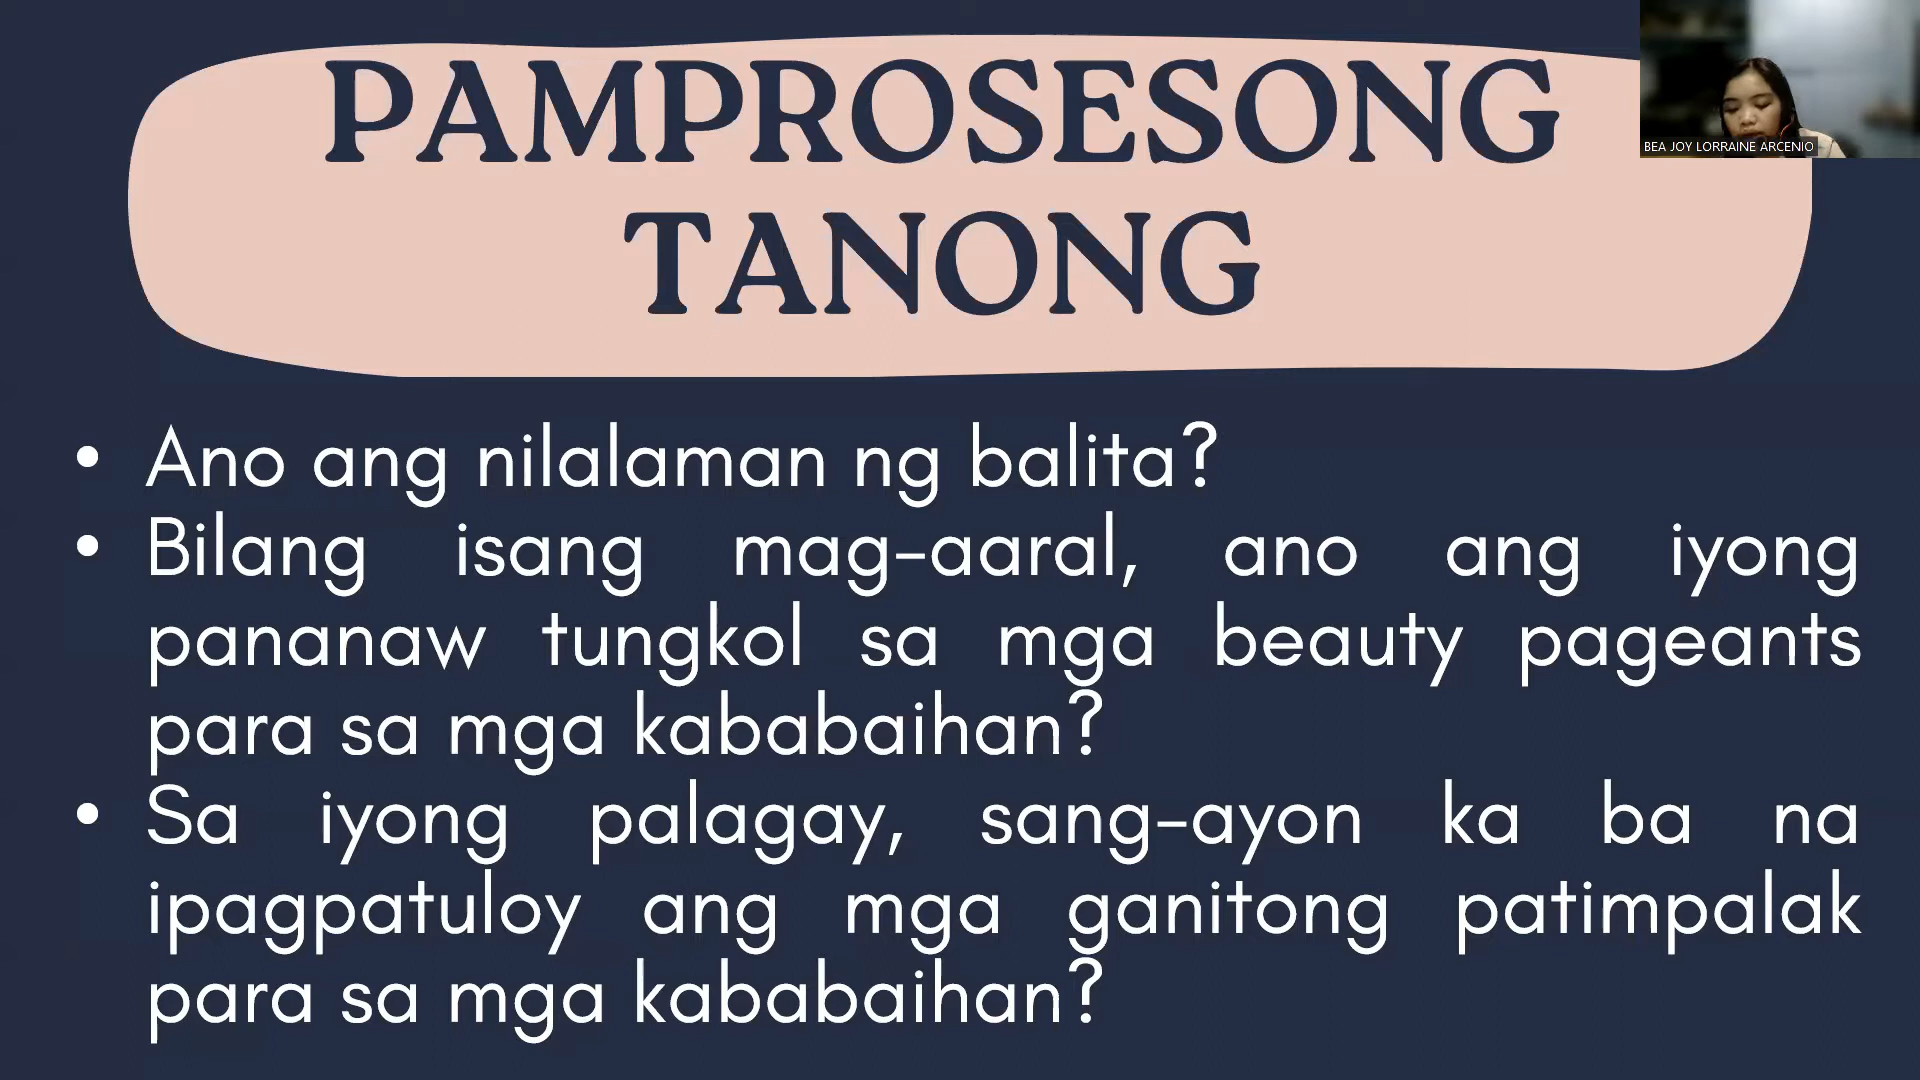 PAMPROSESONG
TANONG
BEA JOY LORRAINE ARCENIO
• Ano ang nilalaman ng balita?
• Bilang isang mag-aaral, ano ang iyong
pananaw tungkol sa mga beauty pageants
para sa mga kababaihan?
• Sa iyong palagay, sang-ayon ka ba na
ipagpatuloy ang mga ganitong patimpalak
para sa mga kababaihan?